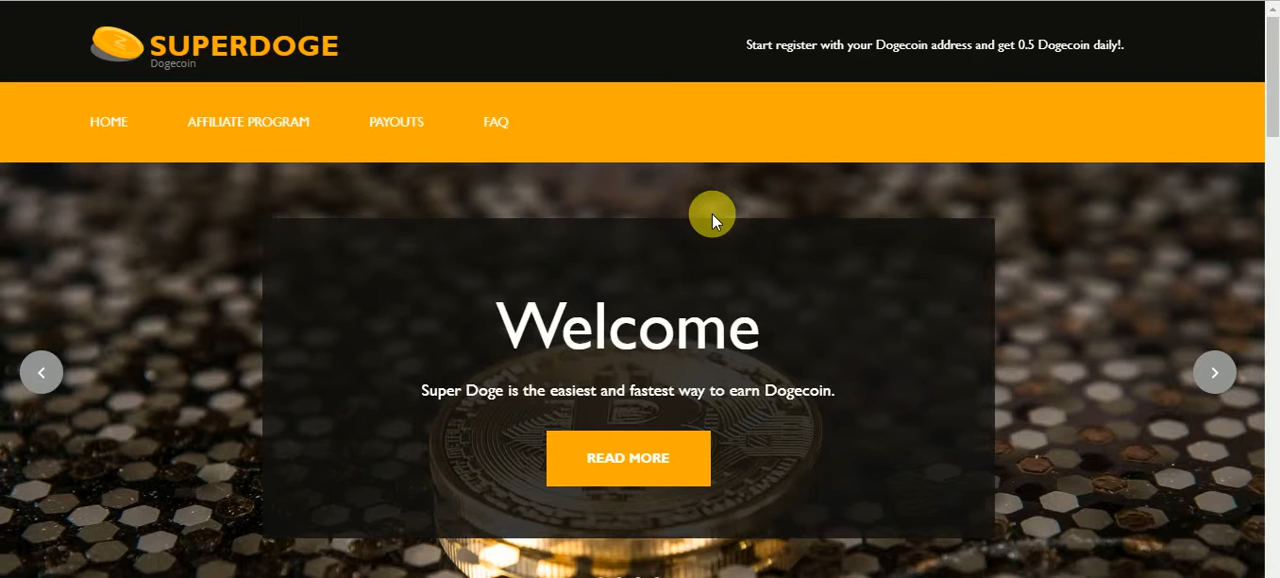 SUPERDOGE
Dogecoin
Start register with your Dogecoin address and get 0.5 Dogecoin daily!.
HOME AFFILIATE PROGRAM PAYOUTS FAQ
Welcome
Super Doge is the easiest and fastest way to earn Dogecoin.
READ MORE